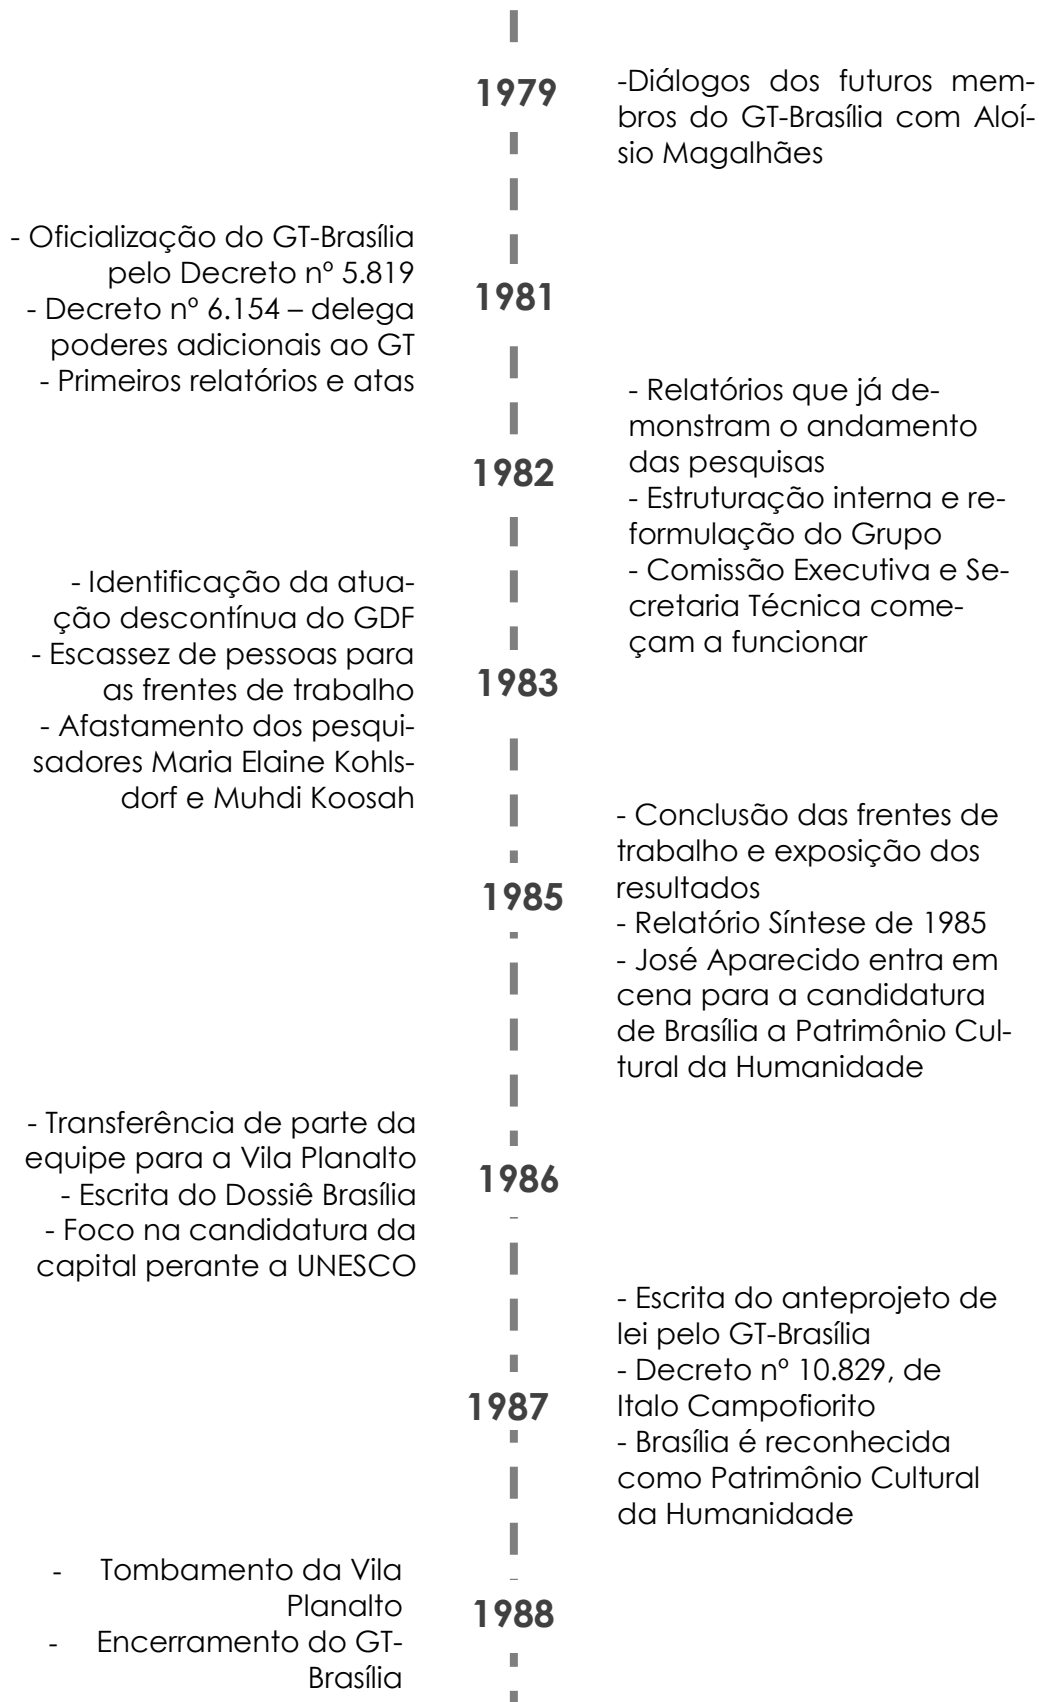 1979
-Diálogos dos futuros mem-
bros do GT-Brasília com Aloí-
sio Magalhães
- Oficialização do GT-Brasília
pelo Decreto nº 5.819
- Decreto nº 6.154 – delega
poderes adicionais ao GT
- Primeiros relatórios e atas
1981
- Relatórios que já de-
monstram o andamento
das pesquisas
- Estruturação interna e re-
formulação do Grupo
- Comissão Executiva e Se-
cretaria Técnica come-
çam a funcionar
1982
- Identificação da atua-
ção descontínua do GDF
- Escassez de pessoas para
as frentes de trabalho
- Afastamento dos pesqui-
sadores Maria Elaine Kohls-
dorf e Muhdi Koosah
1983
- Conclusão das frentes de
trabalho e exposição dos
resultados
- Relatório Síntese de 1985
- José Aparecido entra em
cena para a candidatura
de Brasília a Patrimônio Cul-
tural da Humanidade
1985
- Transferência de parte da
equipe para a Vila Planalto
- Escrita do Dossiê Brasília
- Foco na candidatura da
capital perante a UNESCO
1986
- Escrita do anteprojeto de
lei pelo GT-Brasília
- Decreto nº 10.829, de
Italo Campofiorito
- Brasília é reconhecida
como Patrimônio Cultural
da Humanidade
1987
- Tombamento da Vila
Planalto
- Encerramento do GT-
Brasília
1988